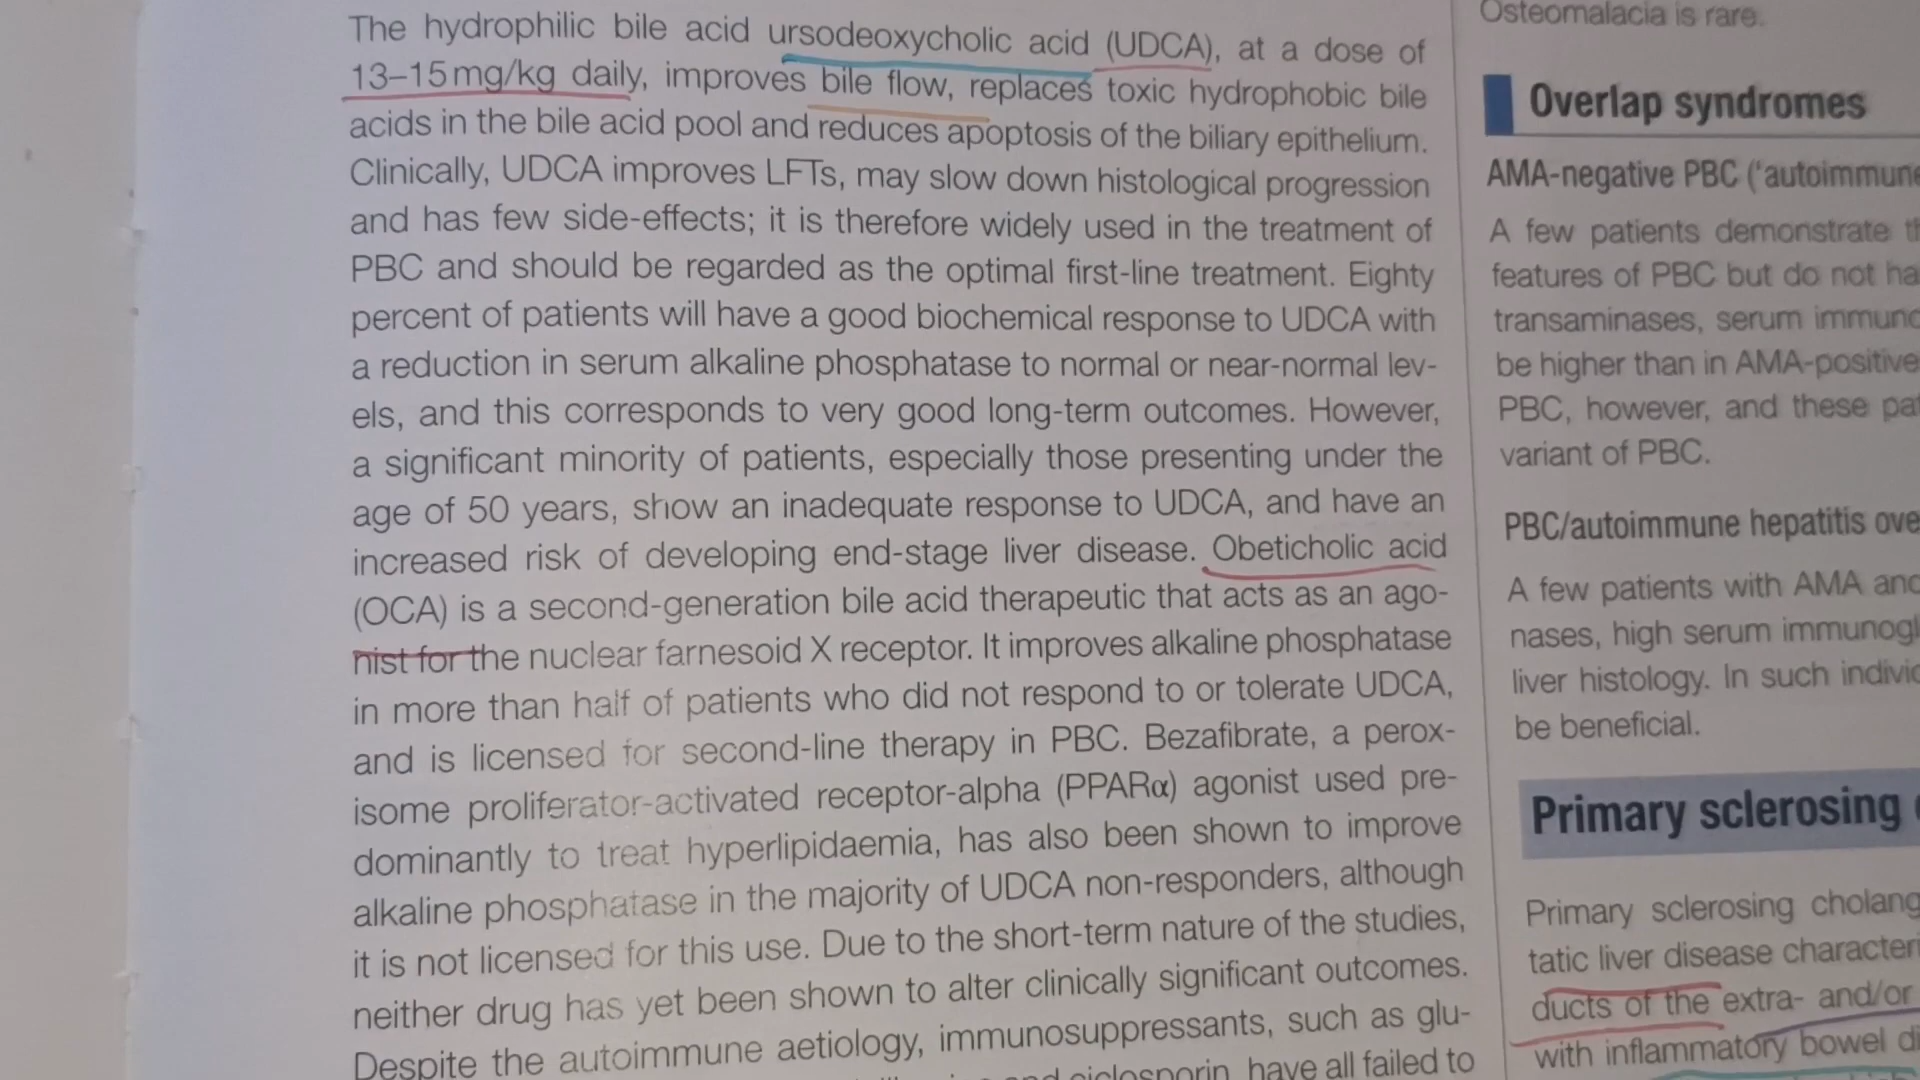 The hydrophilic bile acid ursodeoxycholic acid (UDCA), at a dose of
13–15 mg/kg daily, improves bile flow, replaces toxic hydrophobic bile
acids in the bile acid pool and reduces apoptosis of the biliary epithelium.
Clinically, UDCA improves LFTs, may slow down histological progression
and has few side-effects; it is therefore widely used in the treatment of
PBC and should be regarded as the optimal first-line treatment. Eighty
percent of patients will have a good biochemical response to UDCA with
a reduction in serum alkaline phosphatase to normal or near-normal lev-
els, and this corresponds to very good long-term outcomes. However,
a significant minority of patients, especially those presenting under the
age of 50 years, show an inadequate response to UDCA, and have an
increased risk of developing end-stage liver disease. Obeticholic acid
(OCA) is a second-generation bile acid therapeutic that acts as an ago-
nist for the nuclear farnesoid X receptor. It improves alkaline phosphatase
in more than half of patients who did not respond to or tolerate UDCA,
and is licensed for second-line therapy in PBC. Bezafibrate, a perox-
isome proliferator-activated receptor-alpha (PPARα) agonist used pre-
dominantly to treat hyperlipidaemia, has also been shown to improve
alkaline phosphatase in the majority of UDCA non-responders, although
it is not licensed for this use. Due to the short-term nature of the studies,
neither drug has yet been shown to alter clinically significant outcomes.
Despite the autoimmune aetiology, immunosuppressants, such as glu-
and ciclosporin, have all failed to
Osteomalacia is rare.
Overlap syndromes
AMA-negative PBC ('autoimmune
A few patients demonstrate
features of PBC but do not
transaminases, serum
be higher than in AMA-positive
PBC, however, and these
variant of PBC.
PBC/autoimmune hepatitis
A few patients with AMA
nases, high serum
liver histology. In such
be beneficial.
Primary sclerosing
Primary sclerosing
tatic liver disease
ducts of the extra- and/or
with inflammatory bowel